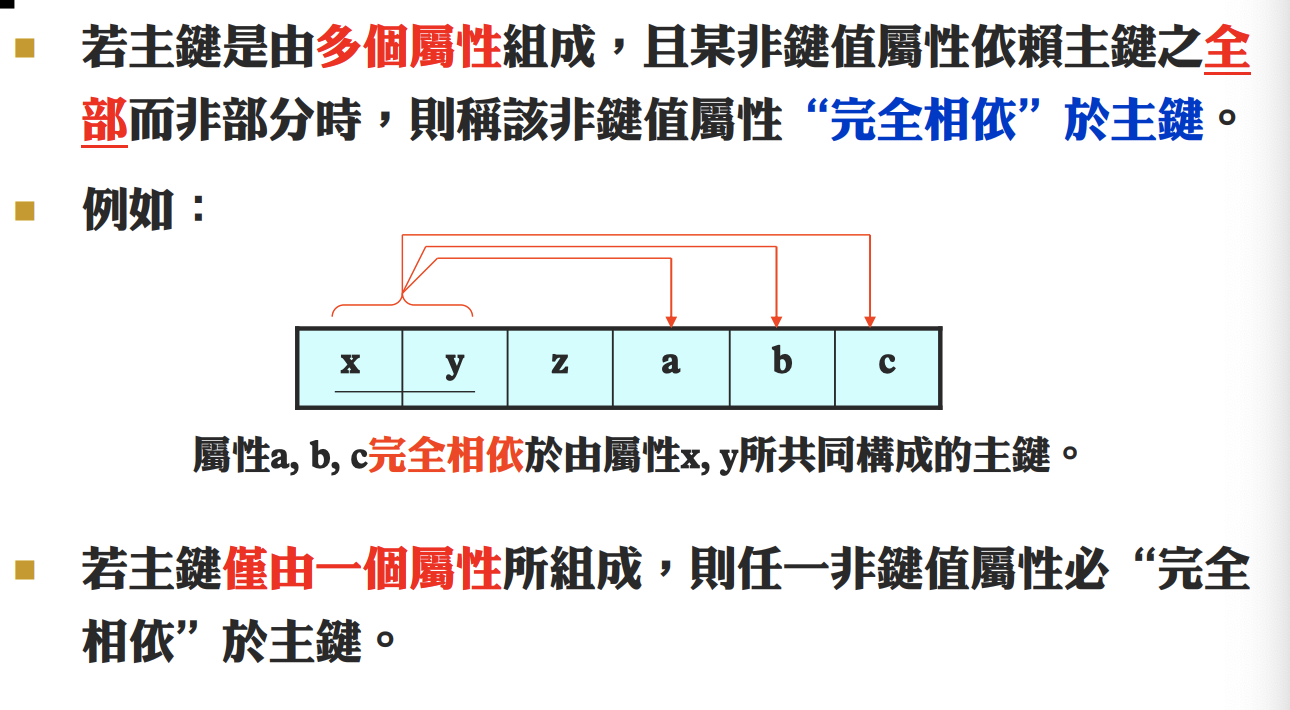 若主鍵是由多個屬性組成，且某非鍵值屬性依賴主鍵之全
部而非部分時，則稱該非鍵值屬性“完全相依”於主鍵。
例如：
x y z a b c
屬性a, b, c完全相依於由屬性x, y所共同構成的主鍵。
若主鍵僅由一個屬性所組成，則任一非鍵值屬性必“完全
相依”於主鍵。